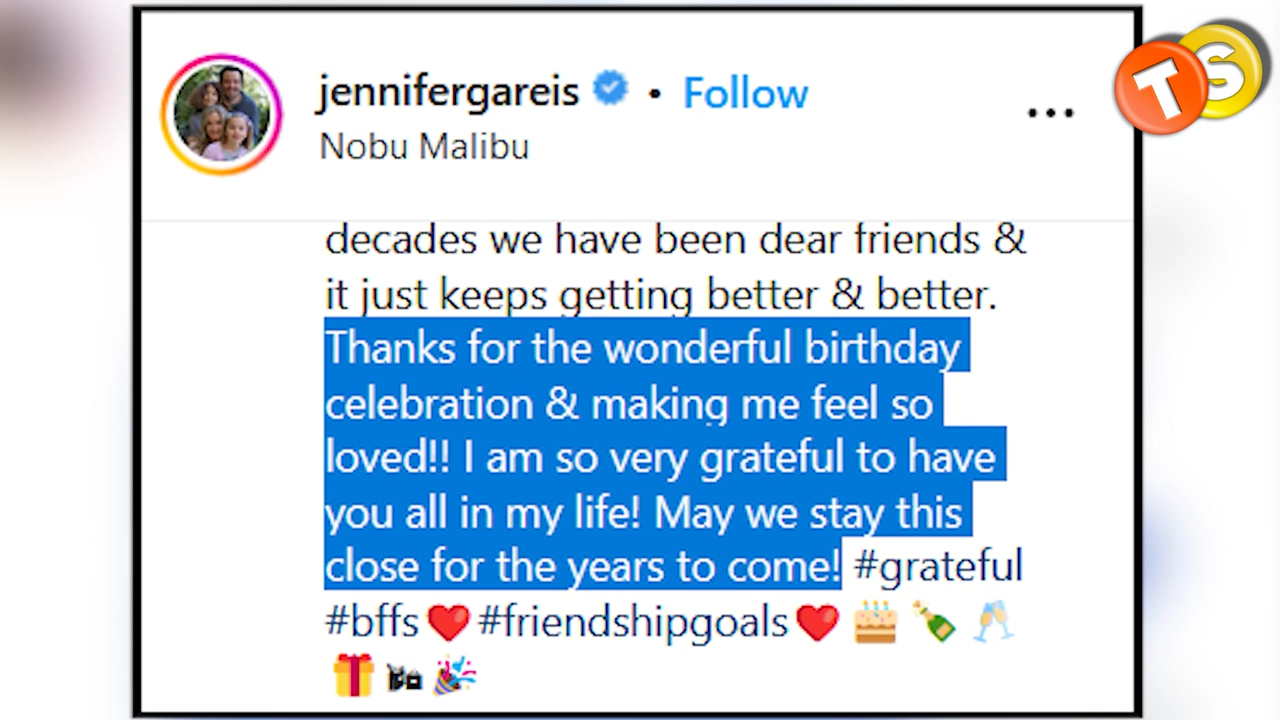 TS
jennifergareis • Follow
Nobu Malibu
decades we have been dear friends &
it just keeps getting better & better.
Thanks for the wonderful birthday
celebration & making me feel so
loved!! I am so very grateful to have
you all in my life! May we stay this
close for the years to come! #grateful
#bffs❤️#friendshipgoals❤️🎂🍾🥂
🎁🛍🎉